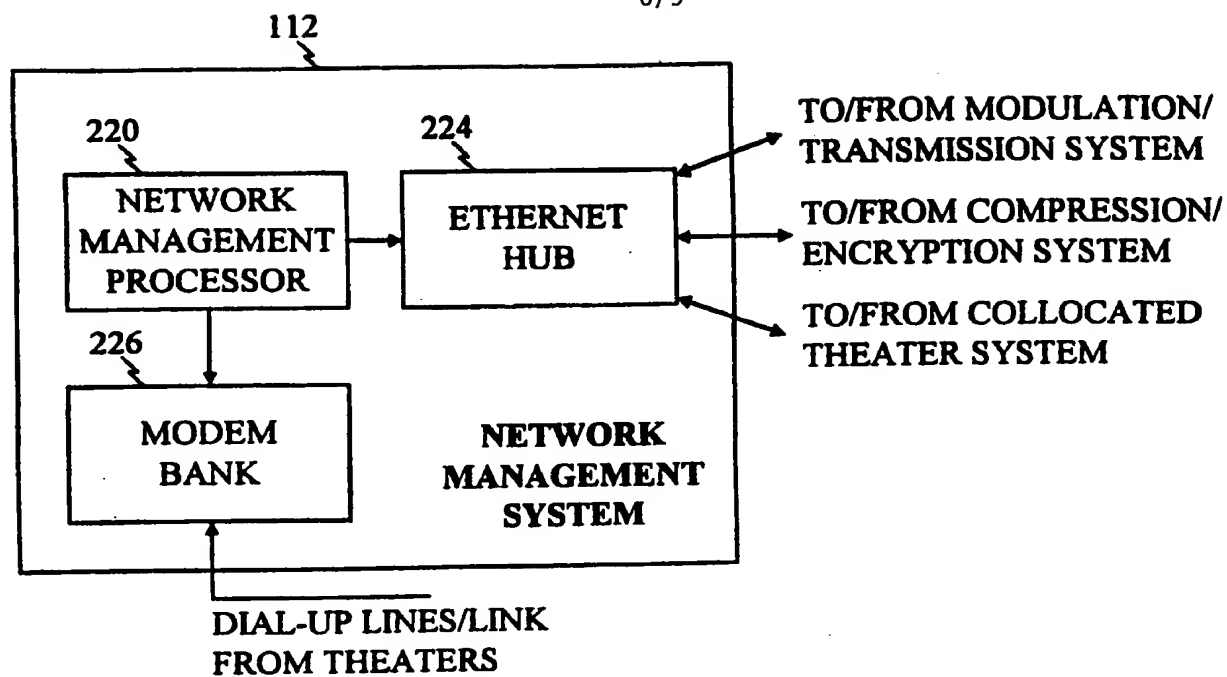 112
220
NETWORK
MANAGEMENT
PROCESSOR
224
ETHERNET
HUB
TO/FROM MODULATION/
TRANSMISSION SYSTEM
TO/FROM COMPRESSION/
ENCRYPTION SYSTEM
TO/FROM COLLOCATED
THEATER SYSTEM
226
MODEM
BANK
NETWORK
MANAGEMENT
SYSTEM
DIAL-UP LINES/LINK
FROM THEATERS